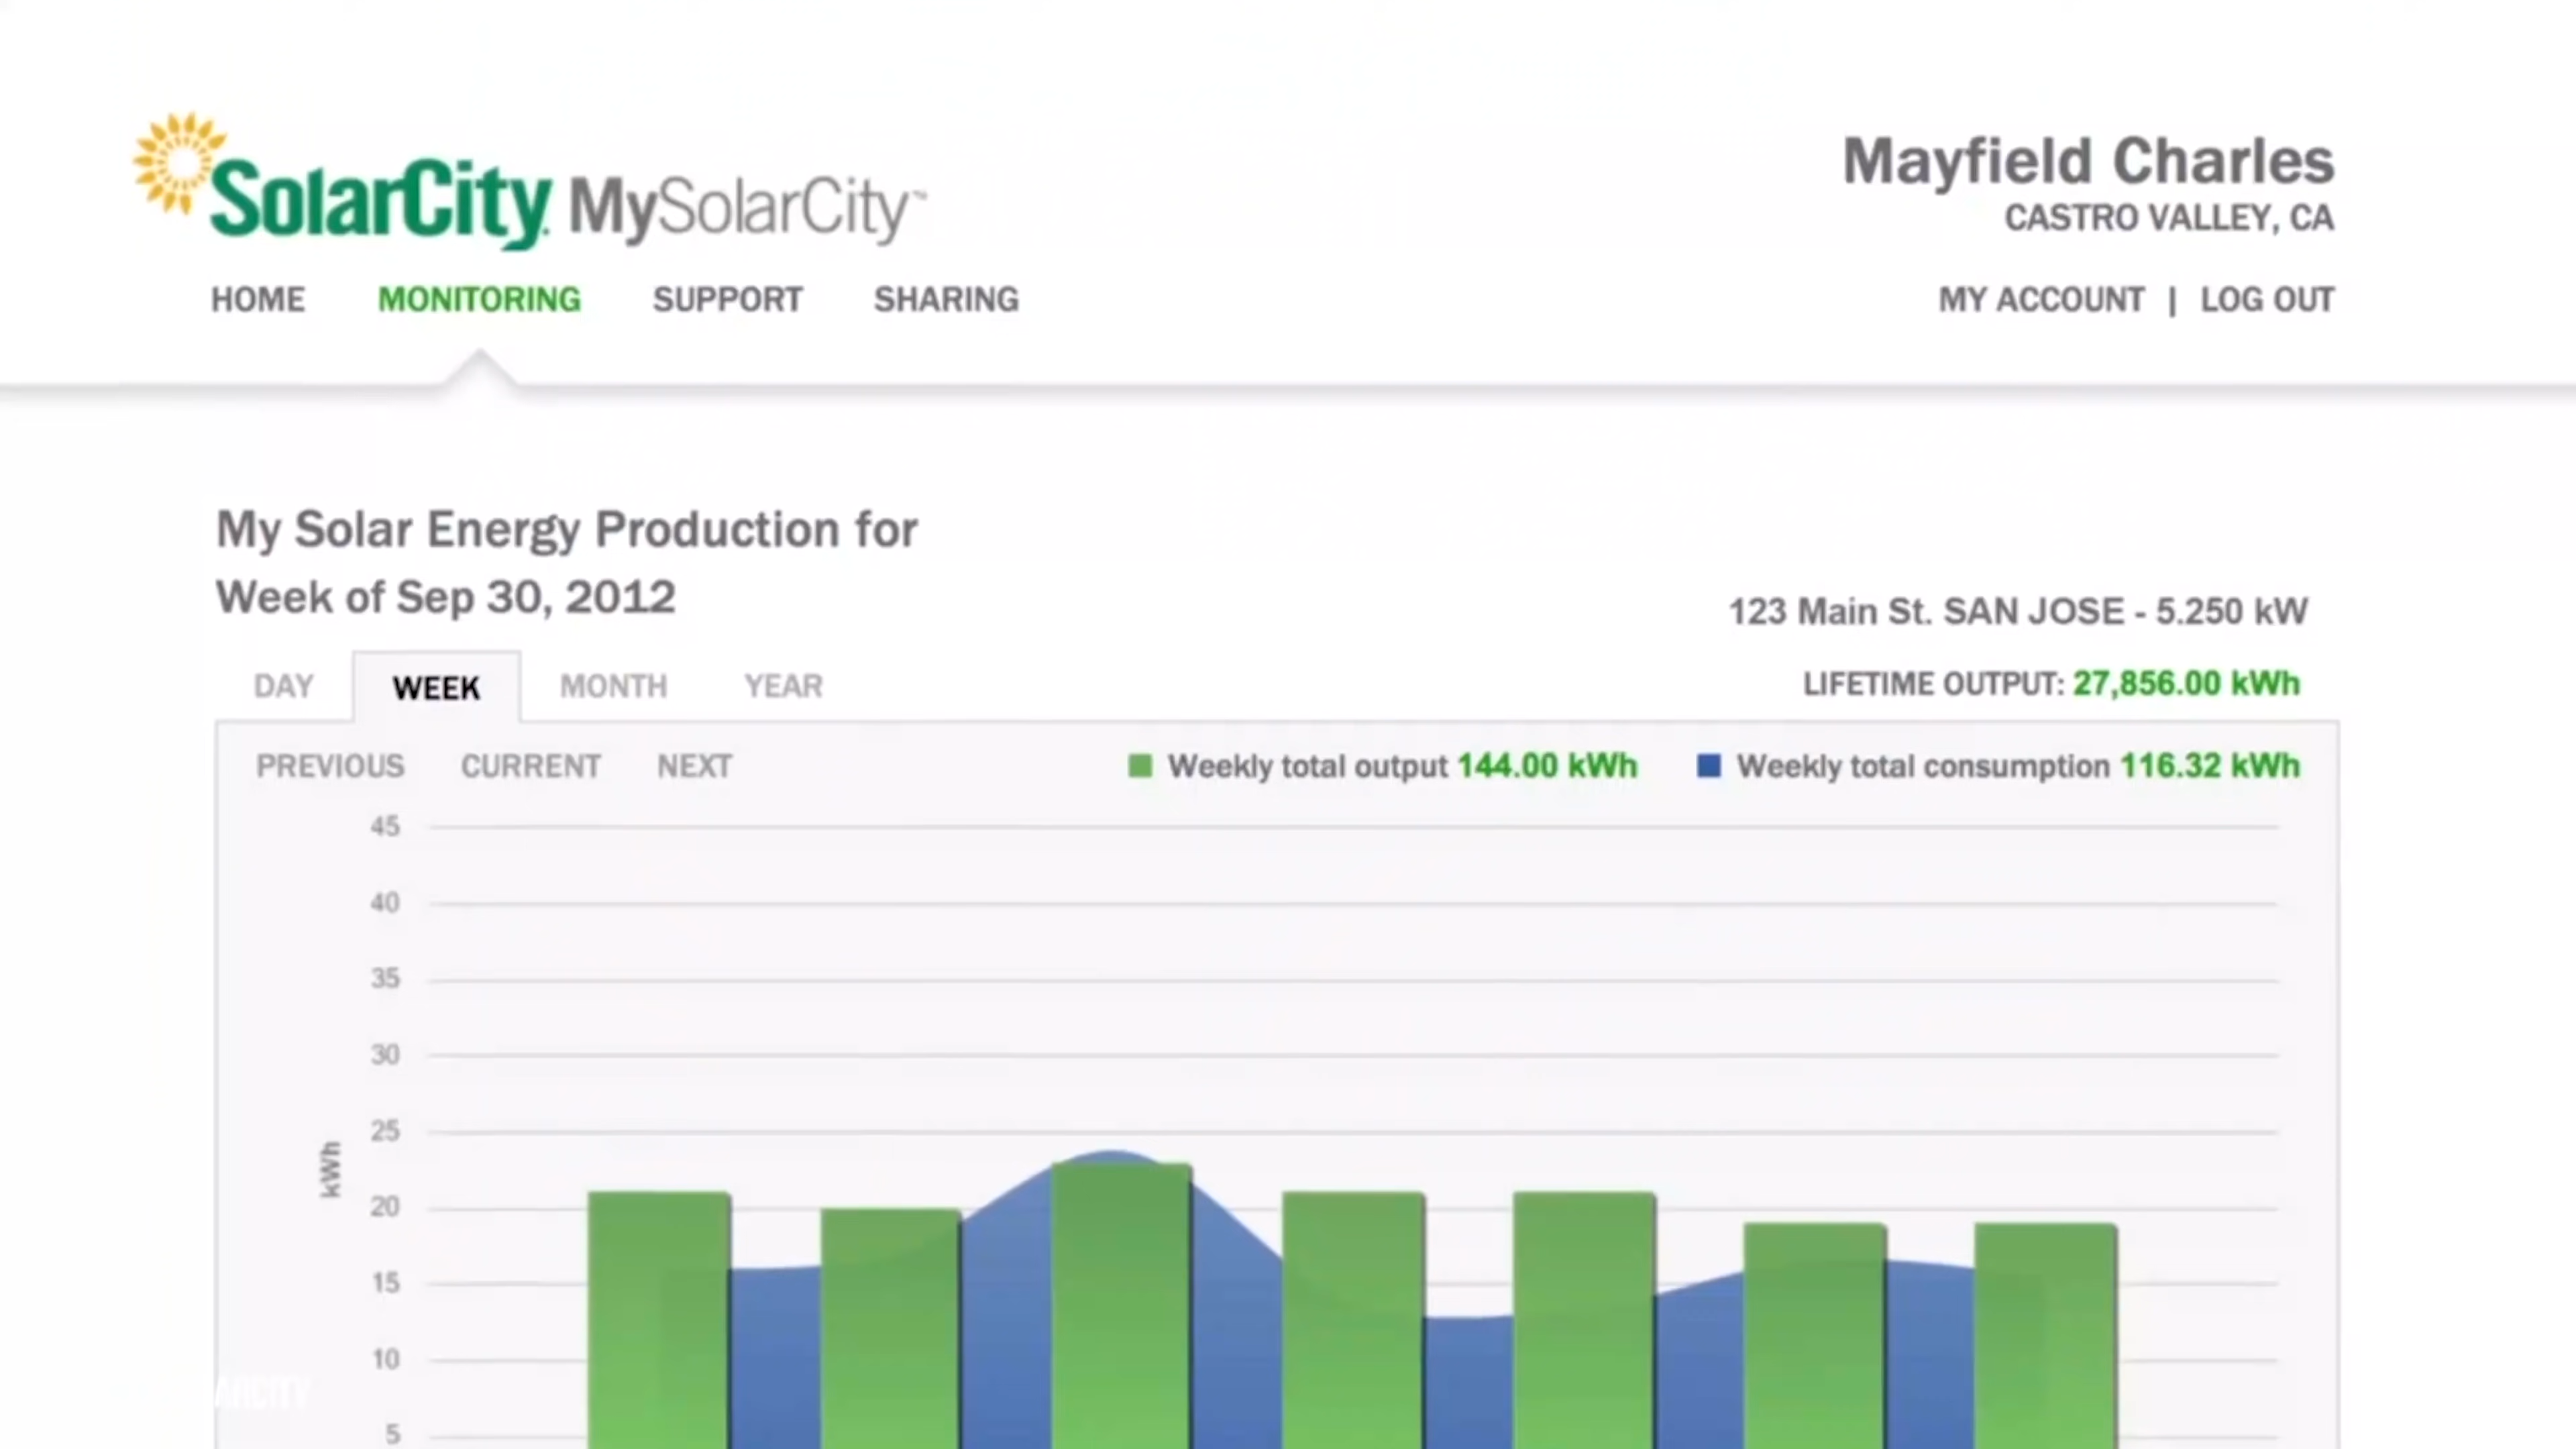 SolarCity MySolarCity™
Mayfield Charles
CASTRO VALLEY, CA
HOME MONITORING SUPPORT SHARING
MY ACCOUNT | LOG OUT
My Solar Energy Production for
Week of Sep 30, 2012
123 Main St. SAN JOSE - 5.250 kW
DAY WEEK MONTH YEAR
LIFETIME OUTPUT: 27,856.00 kWh
PREVIOUS CURRENT NEXT
Weekly total output 144.00 kWh
Weekly total consumption 116.32 kWh
45
40
35
30
25
kWh
20
15
10
5